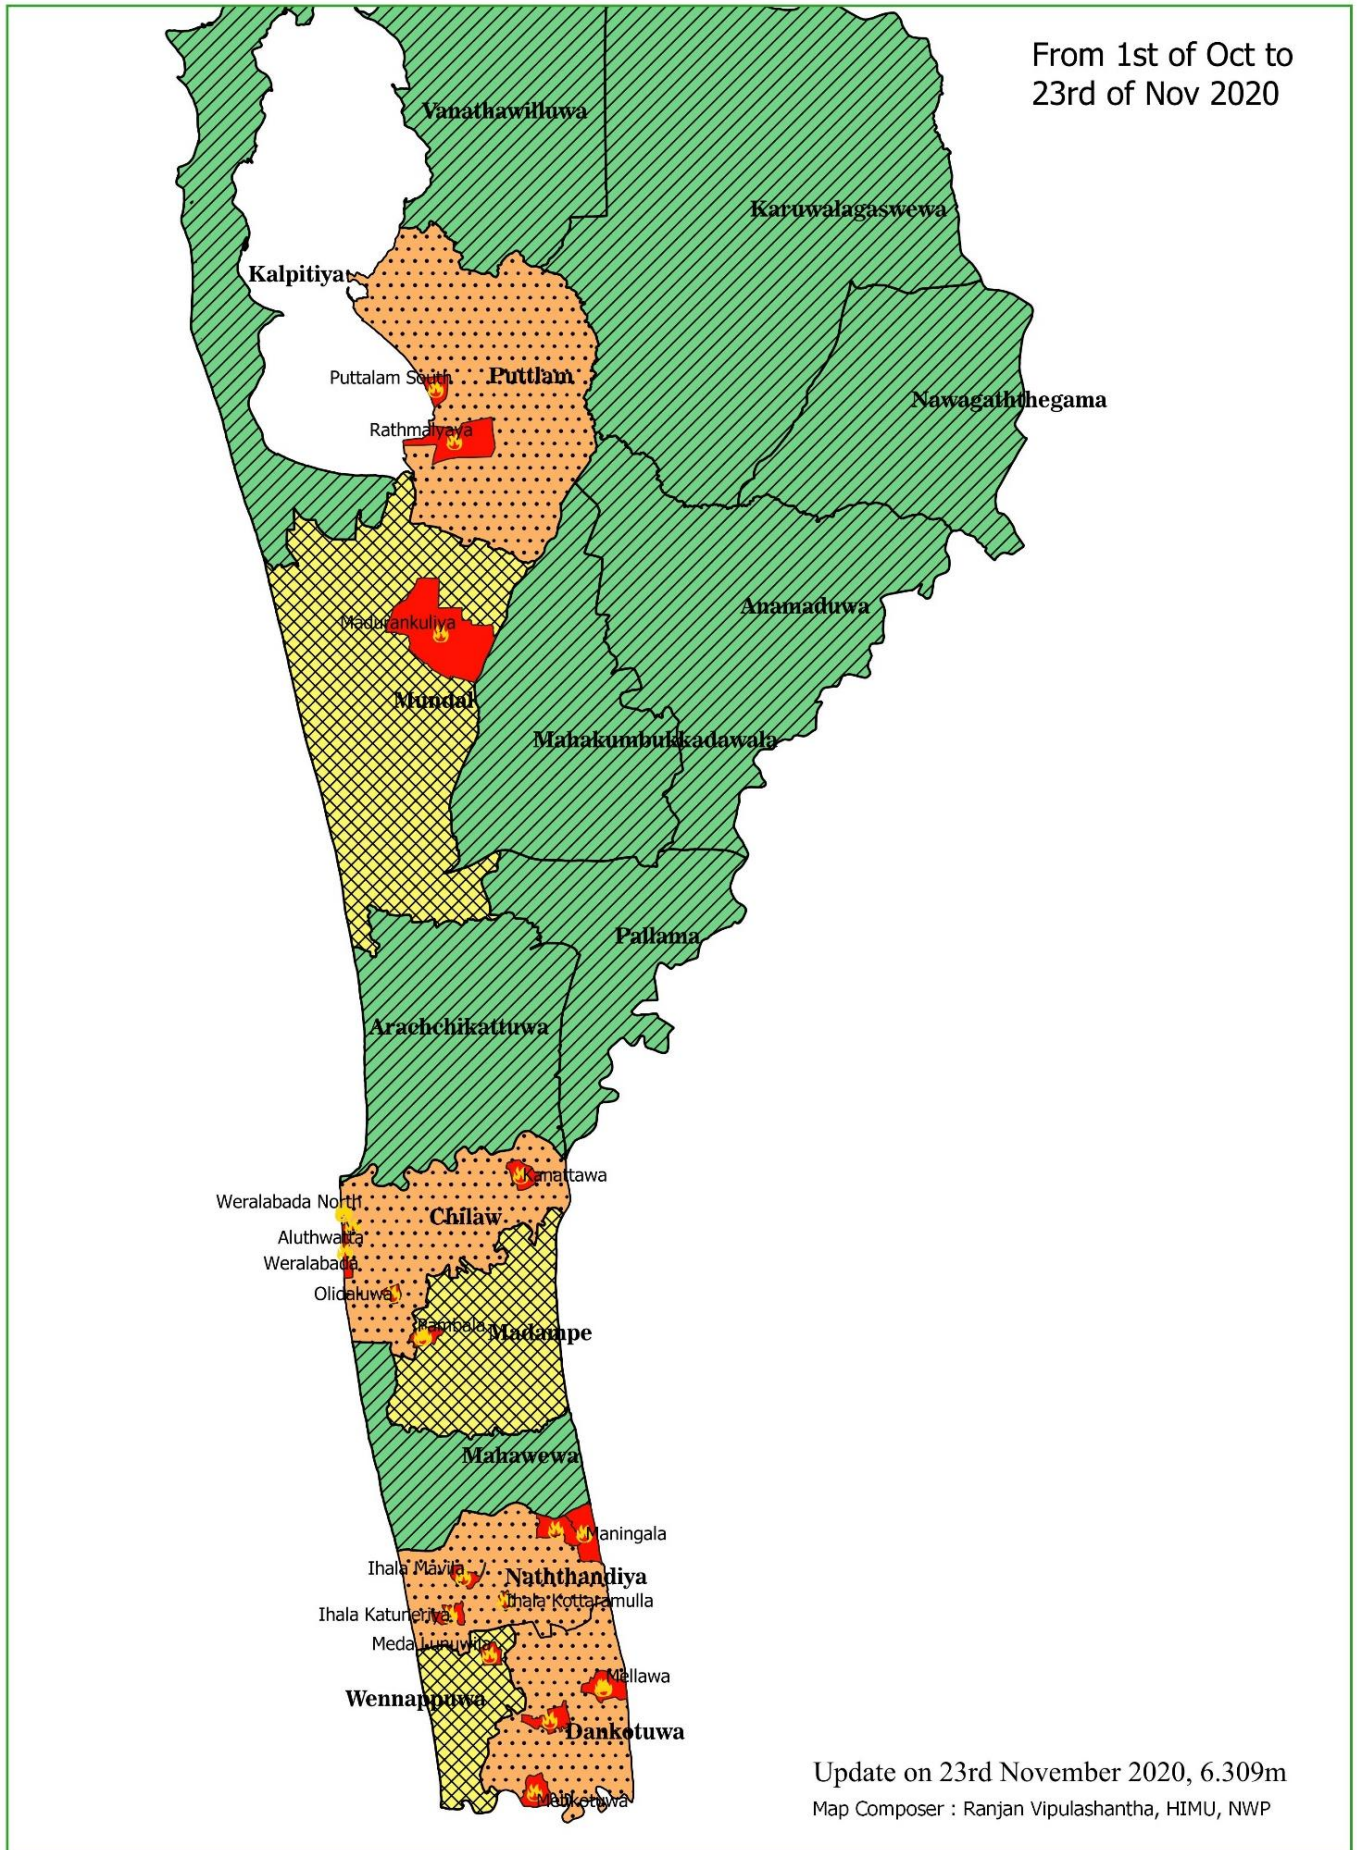 From 1st of Oct to
23rd of Nov 2020
Vanathawilluwa
Karuwalagaswewa
Kalpitiya
Puttalam South
Puttlam
Nawagaththegama
Rathmalyaya
Anamaduwa
Madurankuliya
Mundal
Mahakumbukkadawala
Pallama
Arachchikattuwa
Kanattawa
Weralabada North
Chilaw
Aluthwatta
Weralabada
Olidaluwa
Pambala
Madampe
Mahawewa
Maningala
Ihala Mavila
Naththandiya
Ihala Kottaramulla
Ihala Katuneriya
Meda Lunuwila
Mellawa
Wennappuwa
Dankotuwa
Metikotuwa
Update on 23rd November 2020, 6.309m
Map Composer : Ranjan Vipulashantha, HIMU, NWP